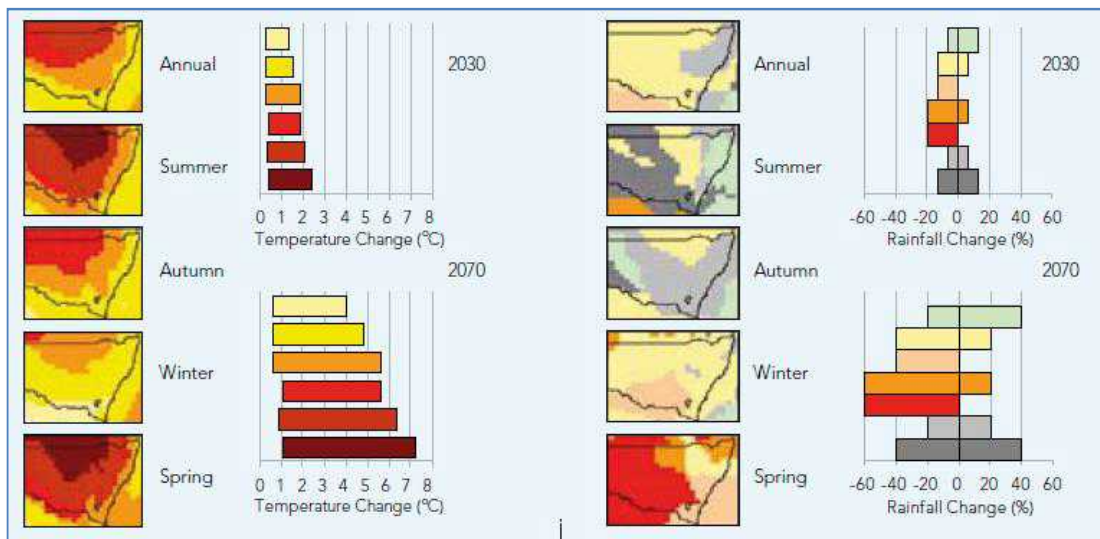 Annual
Summer
Autumn
Winter
Spring
2030
0 1 2 3 4 5 6 7 8
Temperature Change (°C)
2070
0 1 2 3 4 5 6 7 8
Temperature Change (°C)
Annual
Summer
Autumn
Winter
Spring
2030
-60 -40 -20 0 20 40 60
Rainfall Change (%)
2070
-60 -40 -20 0 20 40 60
Rainfall Change (%)